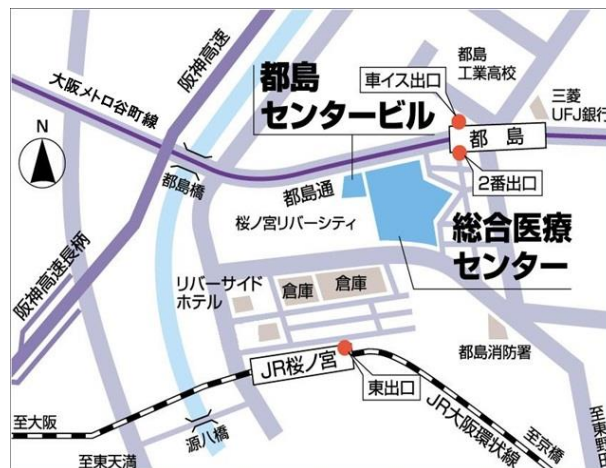 阪神高速
大阪メトロ谷町線
都島
センタービル
車イス出口
都島
工業高校
三菱
UFJ銀行
N
都島
2番出口
都島橋
都島通
桜ノ宮リバーシティ
総合医療
センター
阪神高速長柄
リバーサイド
ホテル
倉庫
倉庫
都島消防署
JR桜ノ宮
東出口
JR大阪環状線
至大阪
至東天満
源八橋
至京橋
至東野田